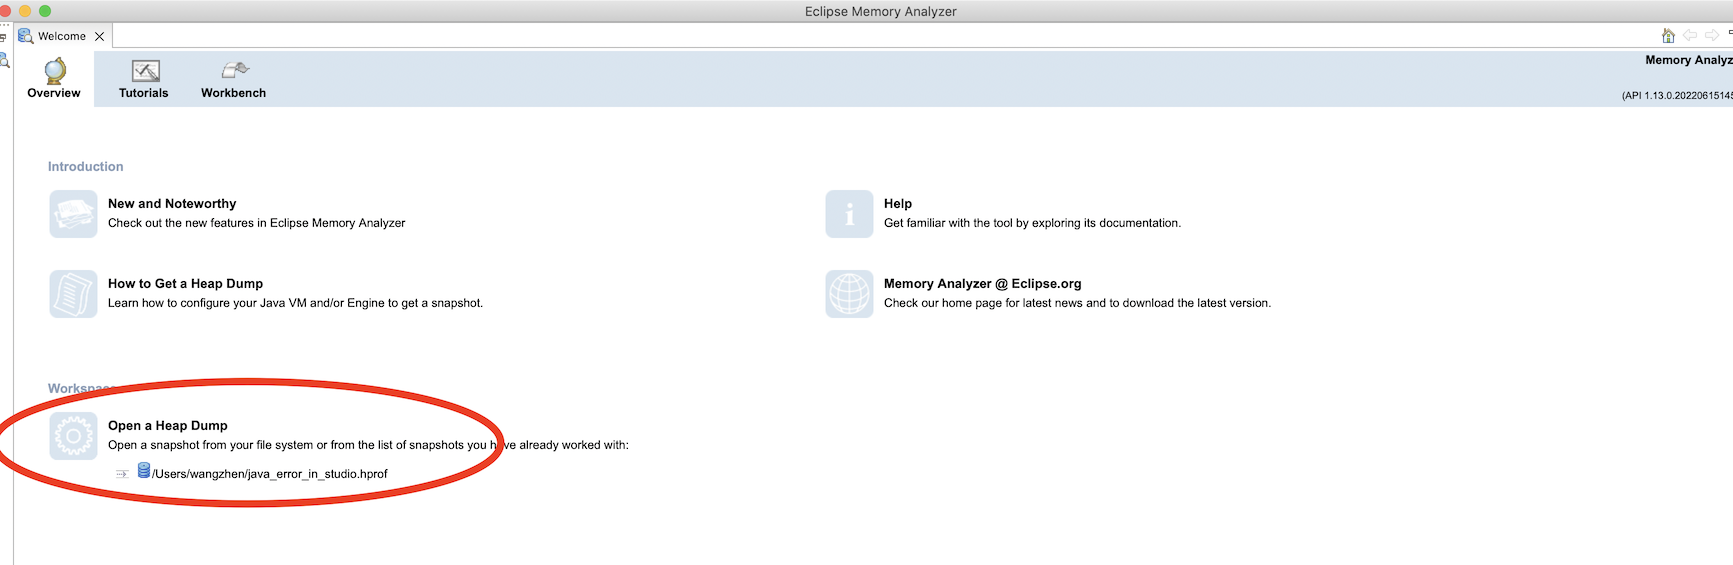 Eclipse Memory Analyzer
Welcome
Overview
Tutorials
Workbench
Memory Analyz
(API 1.13.0.2022061514
Introduction
New and Noteworthy
Check out the new features in Eclipse Memory Analyzer
Help
Get familiar with the tool by exploring its documentation.
How to Get a Heap Dump
Learn how to configure your Java VM and/or Engine to get a snapshot.
Memory Analyzer @ Eclipse.org
Check our home page for latest news and to download the latest version.
Workspace
Open a Heap Dump
Open a snapshot from your file system or from the list of snapshots you have already worked with:
/Users/wangzhen/java_error_in_studio.hprof